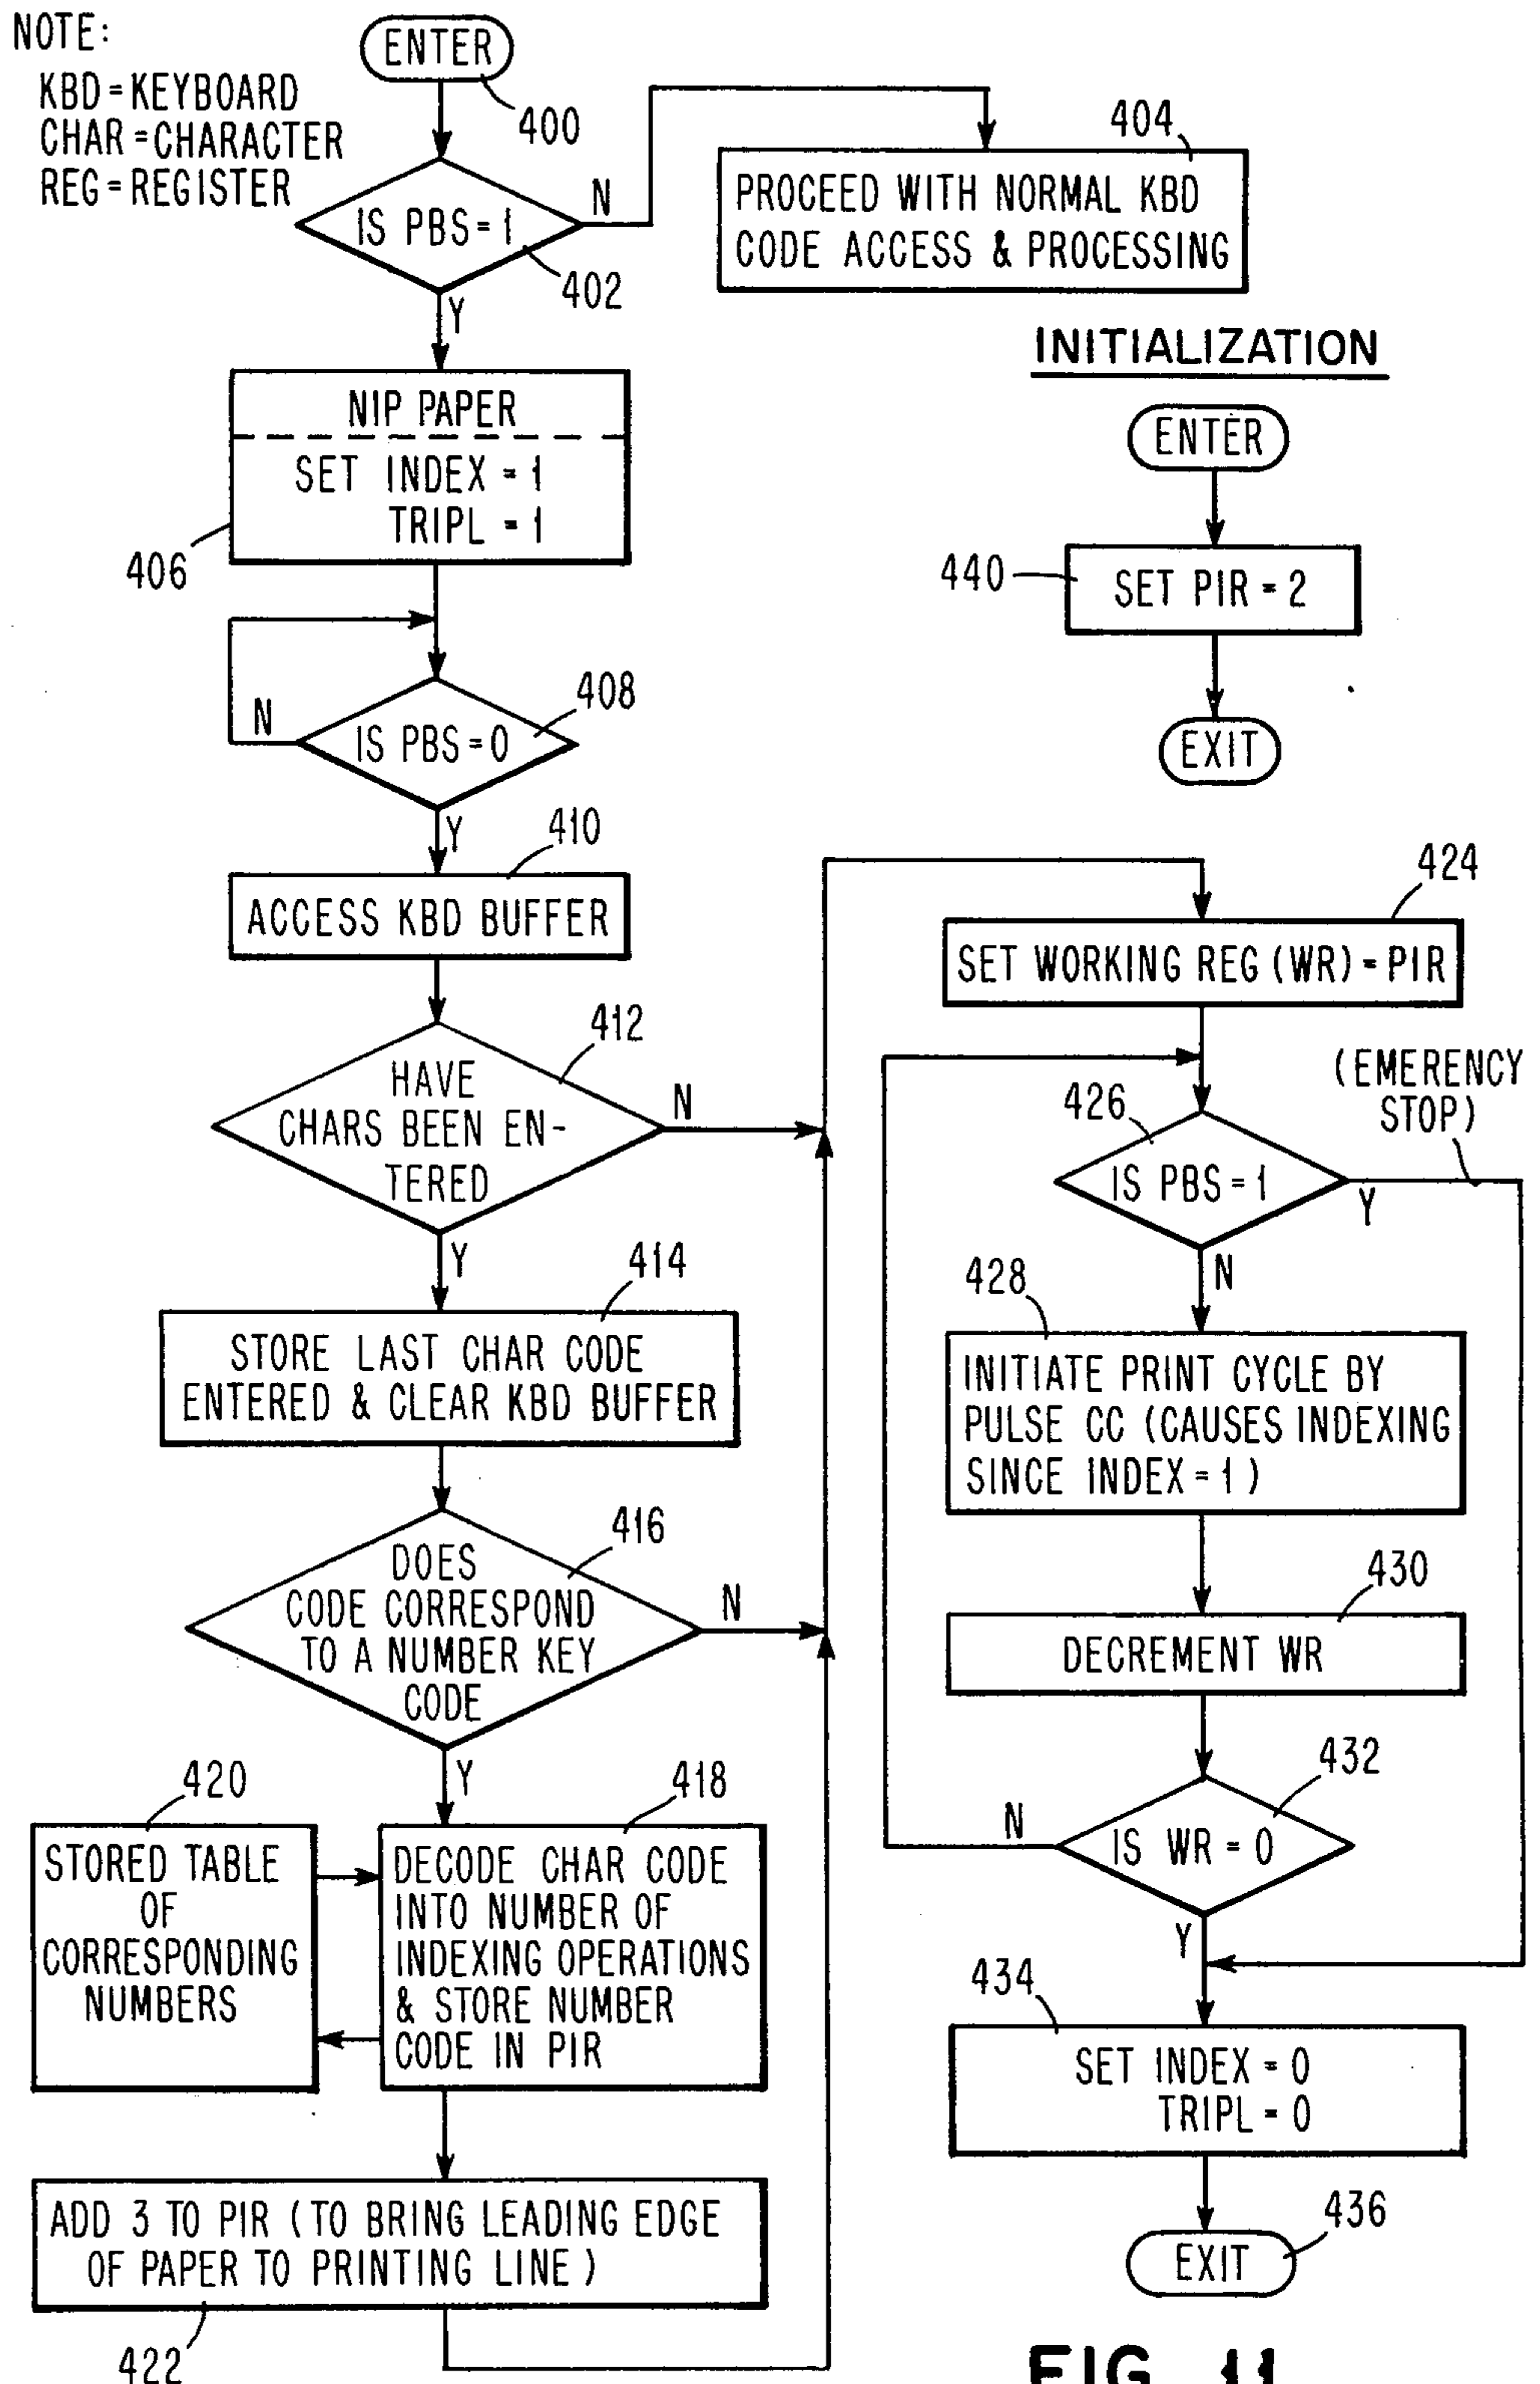 NOTE:
KBD = KEYBOARD
CHAR = CHARACTER
REG = REGISTER
ENTER
400
IS PBS = 1
N
402
Y
404
PROCEED WITH NORMAL KBD
CODE ACCESS & PROCESSING
NIP PAPER
SET INDEX = 1
TRIPL = 1
406
INITIALIZATION
ENTER
440
SET PIR = 2
EXIT
408
N
IS PBS = 0
Y
410
ACCESS KBD BUFFER
412
HAVE
CHARS BEEN EN-
TERED
N
Y
414
STORE LAST CHAR CODE
ENTERED & CLEAR KBD BUFFER
416
DOES
CODE CORRESPOND
TO A NUMBER KEY
CODE
N
Y
420
STORED TABLE
OF
CORRESPONDING
NUMBERS
418
DECODE CHAR CODE
INTO NUMBER OF
INDEXING OPERATIONS
& STORE NUMBER
CODE IN PIR
ADD 3 TO PIR (TO BRING LEADING EDGE
OF PAPER TO PRINTING LINE)
422
424
SET WORKING REG (WR) = PIR
(EMERENCY
STOP)
426
IS PBS = 1
Y
N
428
INITIATE PRINT CYCLE BY
PULSE CC (CAUSES INDEXING
SINCE INDEX = 1)
430
DECREMENT WR
432
N
IS WR = 0
Y
434
SET INDEX = 0
TRIPL = 0
436
EXIT
FIG. 11